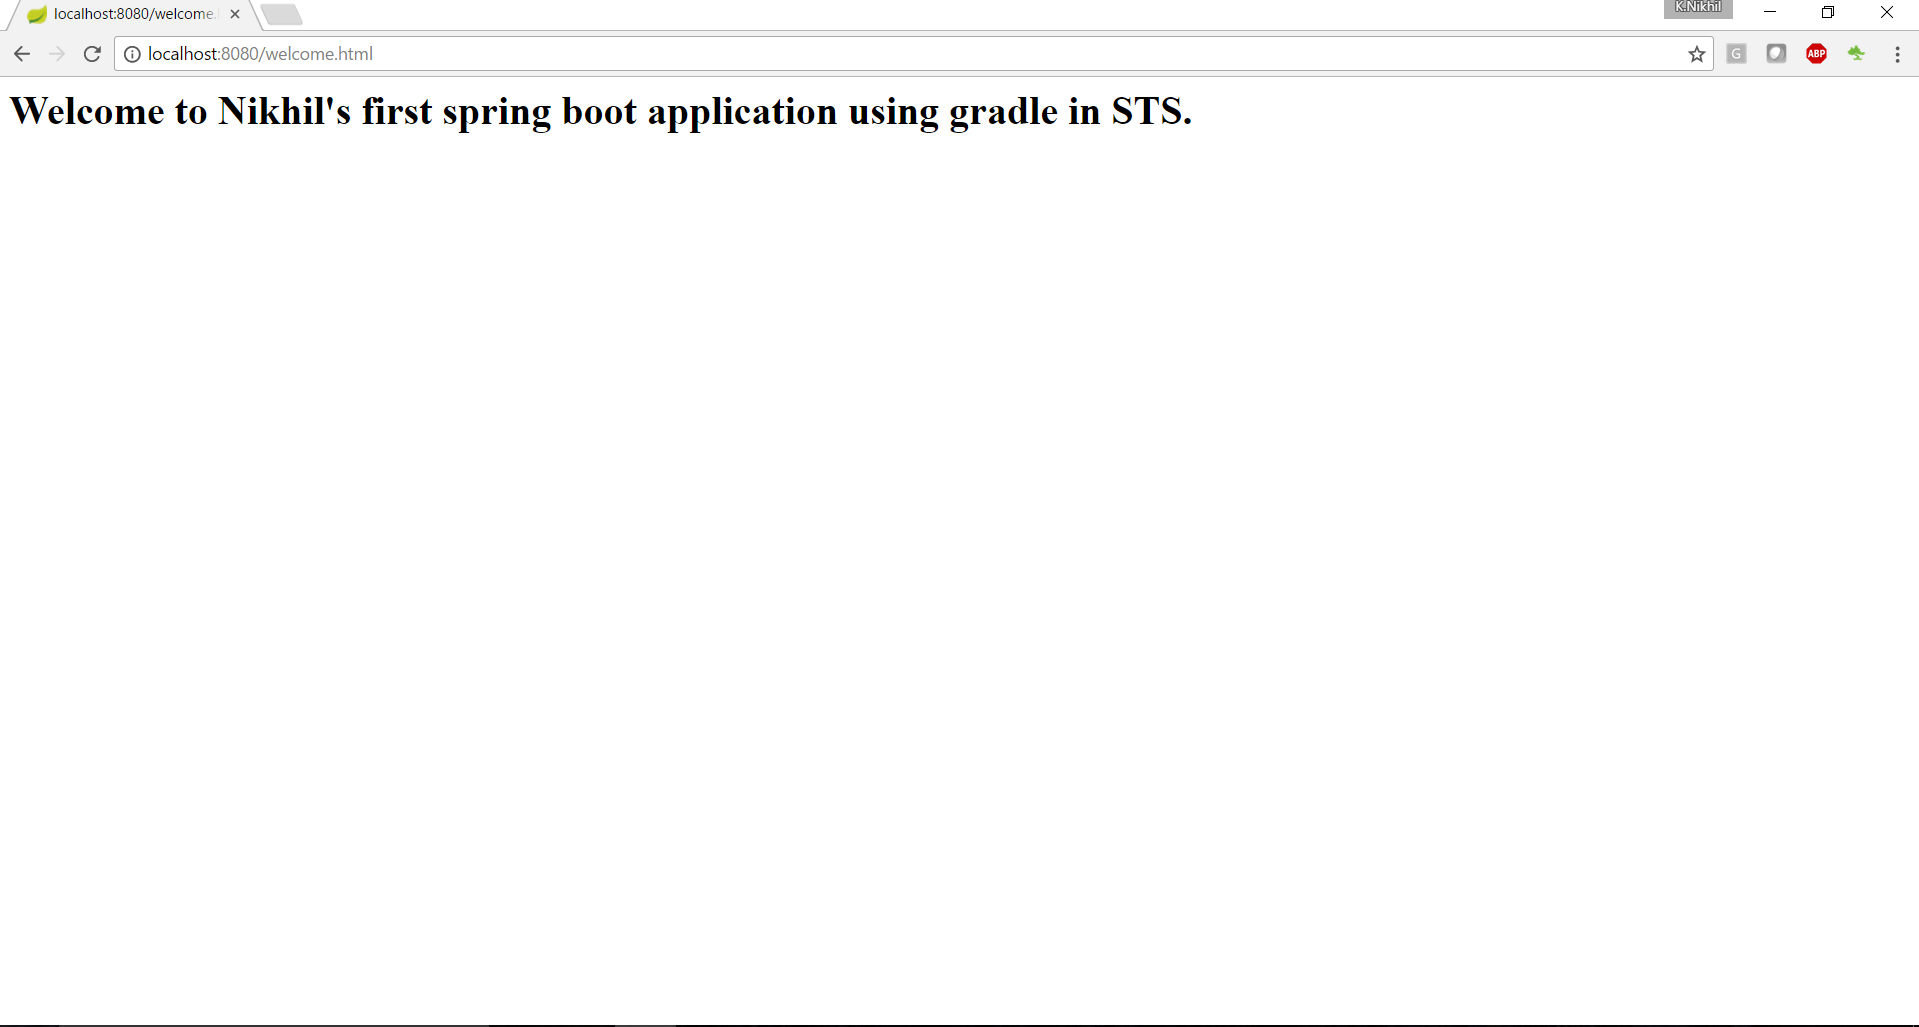 localhost:8080/welcome.
K.Nikhil
localhost:8080/welcome.html
G
ABP
Welcome to Nikhil's first spring boot application using gradle in STS.